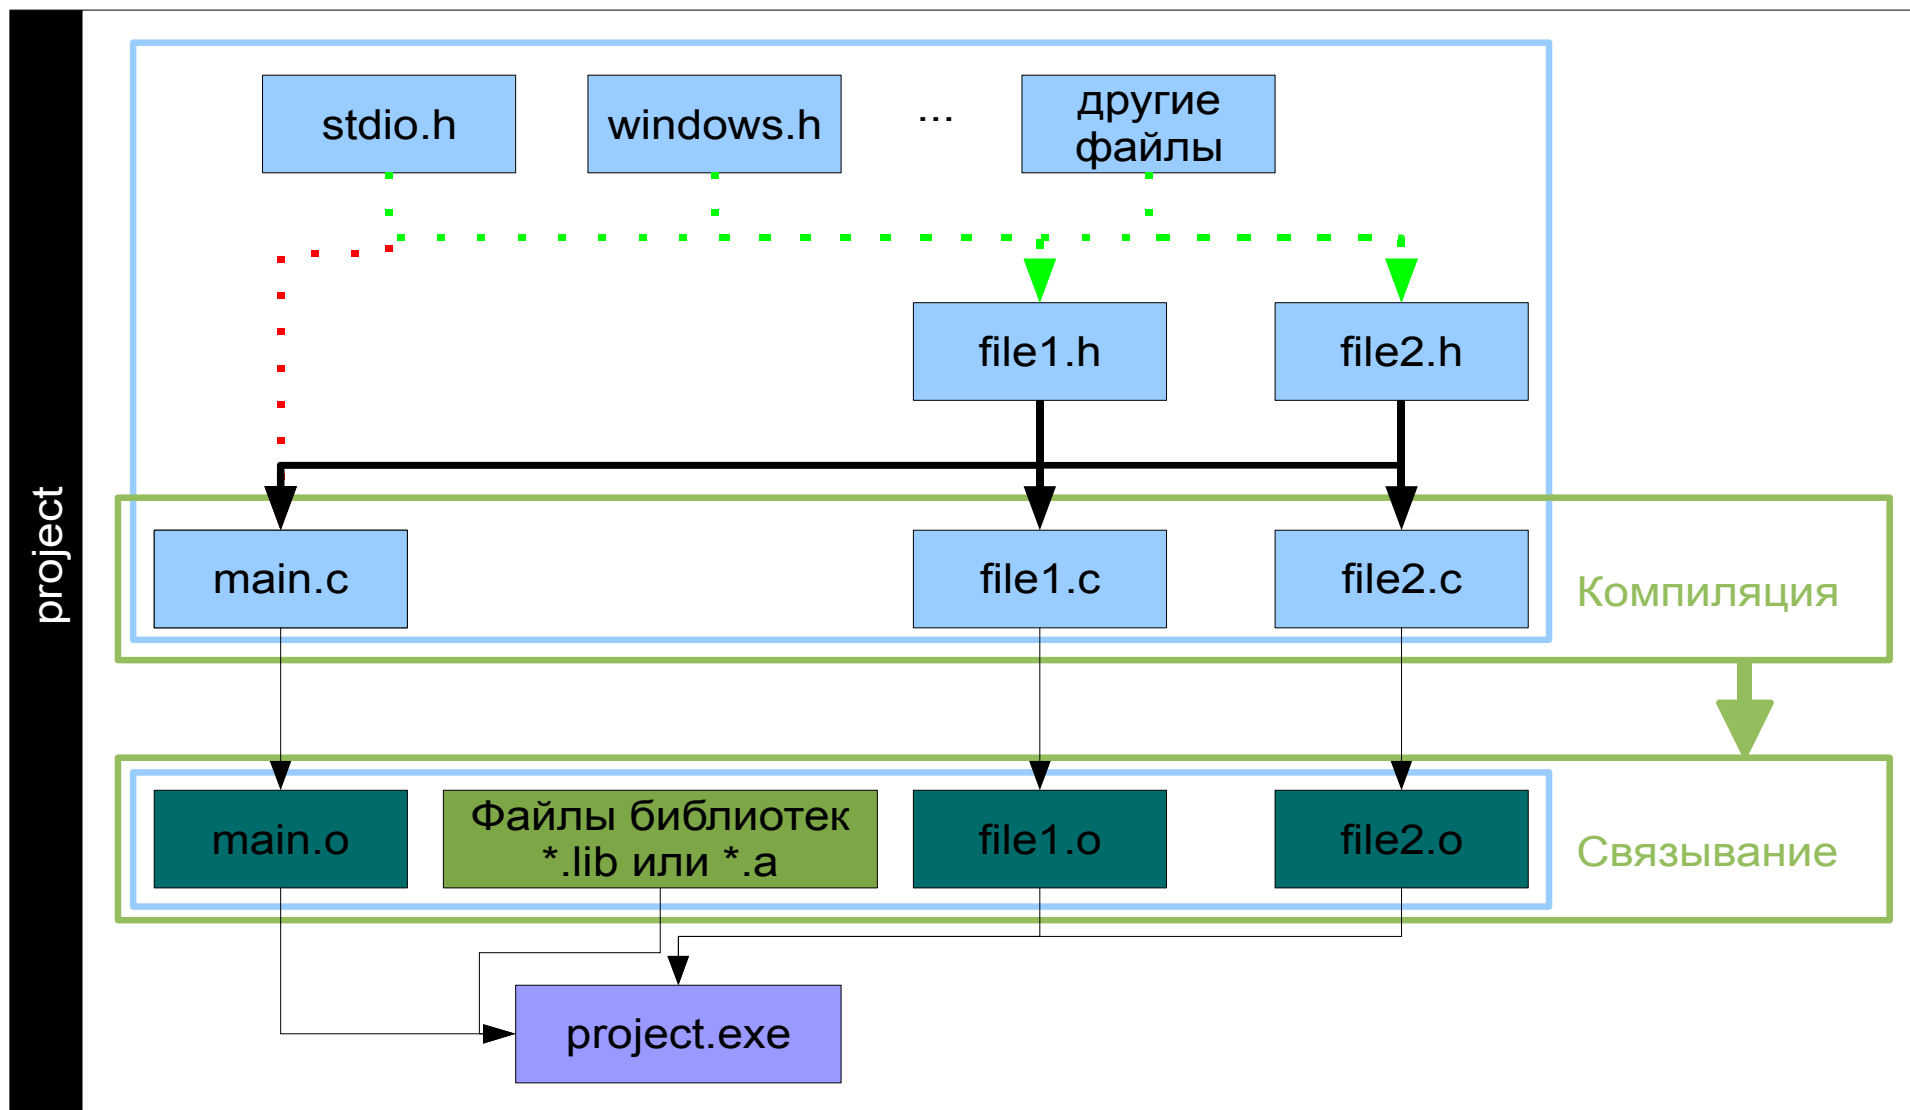 project
stdio.h
windows.h
...
другие
файлы
file1.h
file2.h
main.c
file1.c
file2.c
Компиляция
main.o
Файлы библиотек
*.lib или *.a
file1.o
file2.o
Связывание
project.exe